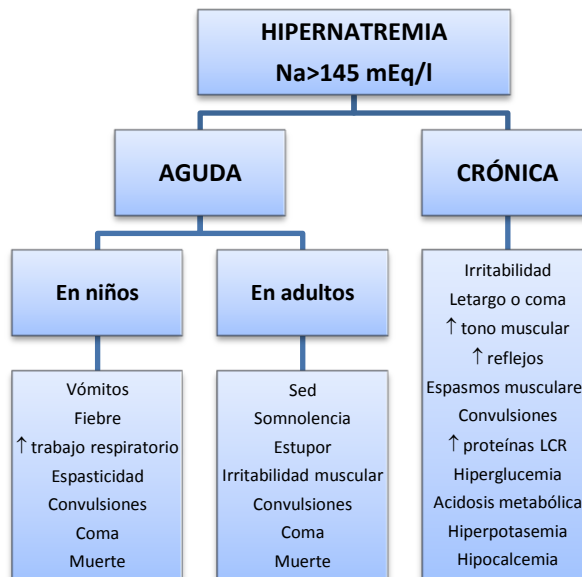 HIPERNATREMIA
Na>145 mEq/l
AGUDA
CRÓNICA
En niños
En adultos
Vómitos
Fiebre
↑ trabajo respiratorio
Espasticidad
Convulsiones
Coma
Muerte
Sed
Somnolencia
Estupor
Irritabilidad muscular
Convulsiones
Coma
Muerte
Irritabilidad
Letargo o coma
↑ tono muscular
↑ reflejos
Espasmos musculare
Convulsiones
↑ proteínas LCR
Hiperglucemia
Acidosis metabólica
Hiperpotasemia
Hipocalcemia